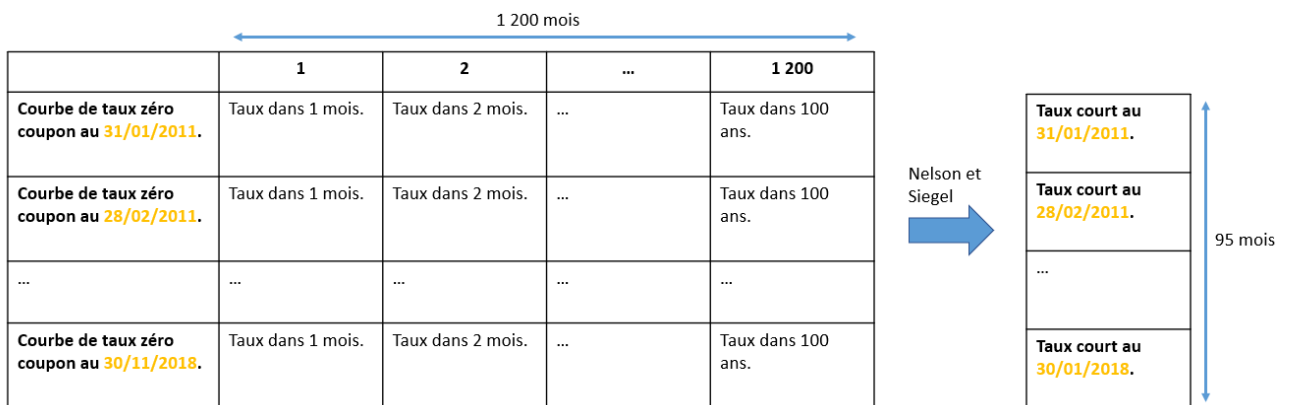 1 200 mois
1 2 … 1 200
Courbe de taux zéro Taux dans 1 mois. Taux dans 2 mois. … Taux dans 100
coupon au 31/01/2011. ans.
Taux court au
31/01/2011.
Courbe de taux zéro Taux dans 1 mois. Taux dans 2 mois. … Taux dans 100
coupon au 28/02/2011. ans.
Nelson et
Siegel
Taux court au
28/02/2011.
95 mois
… … … … …
…
Courbe de taux zéro Taux dans 1 mois. Taux dans 2 mois. … Taux dans 100
coupon au 30/11/2018. ans.
Taux court au
30/01/2018.